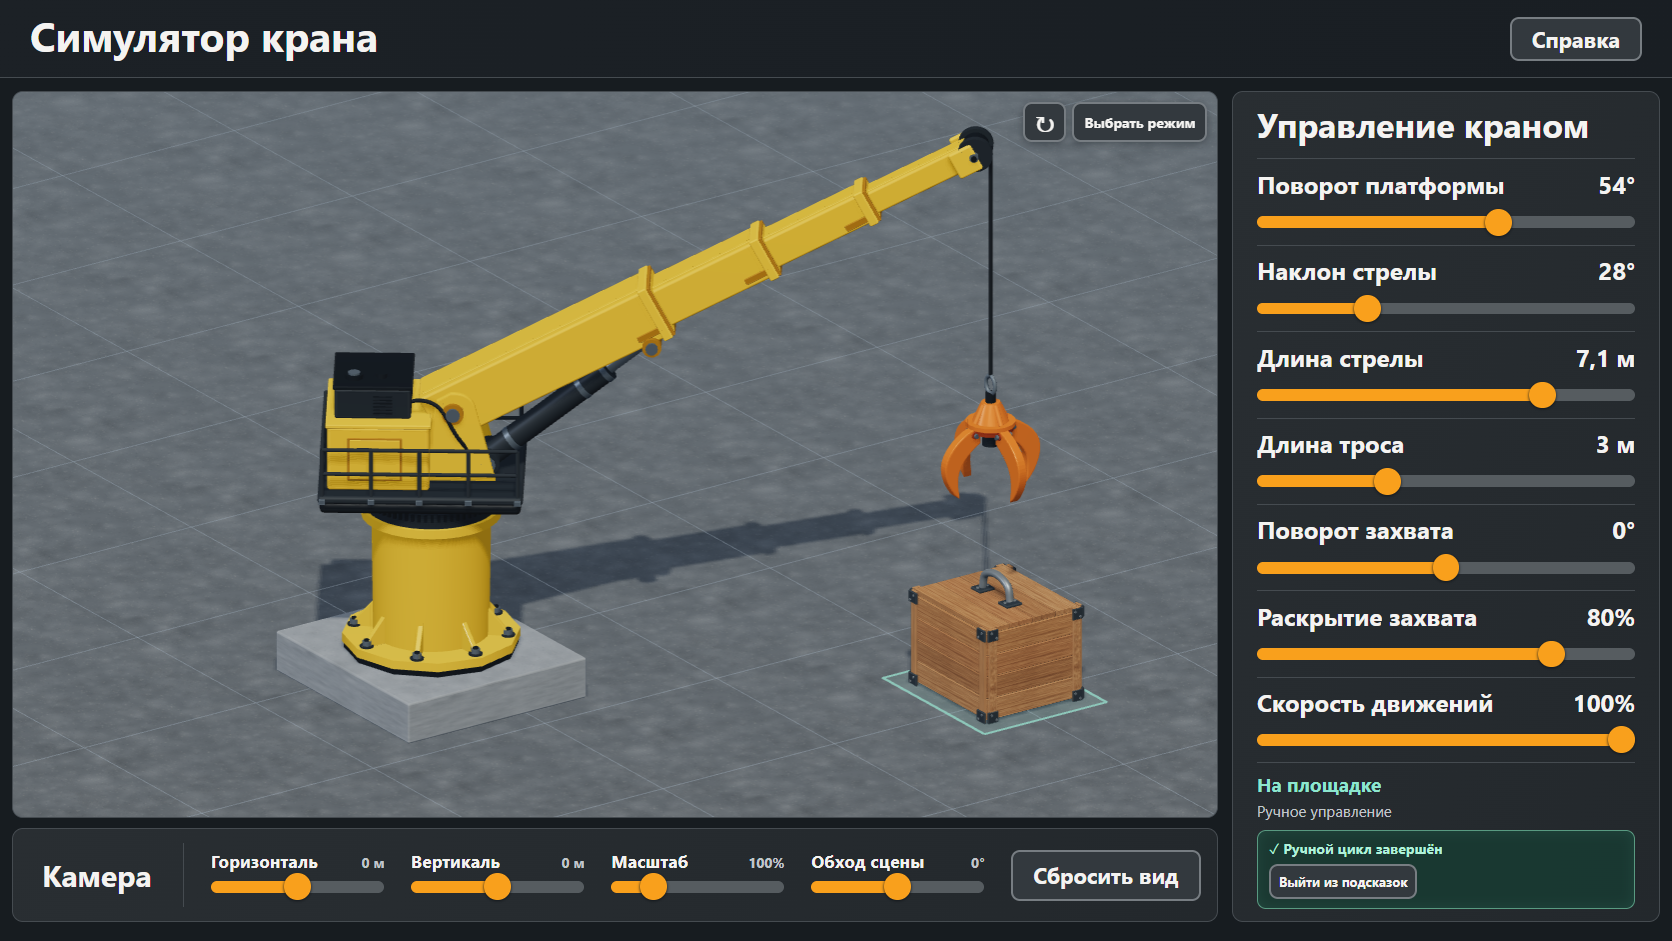 Симулятор крана
Справка
↻
Выбрать режим
Управление краном
Поворот платформы 54°
Наклон стрелы 28°
Длина стрелы 7,1 м
Длина троса 3 м
Поворот захвата 0°
Раскрытие захвата 80%
Скорость движений 100%
На площадке
Ручное управление
✓ Ручной цикл завершён
Выйти из подсказок
Камера
Горизонталь 0 м
Вертикаль 0 м
Масштаб 100%
Обход сцены 0°
Сбросить вид